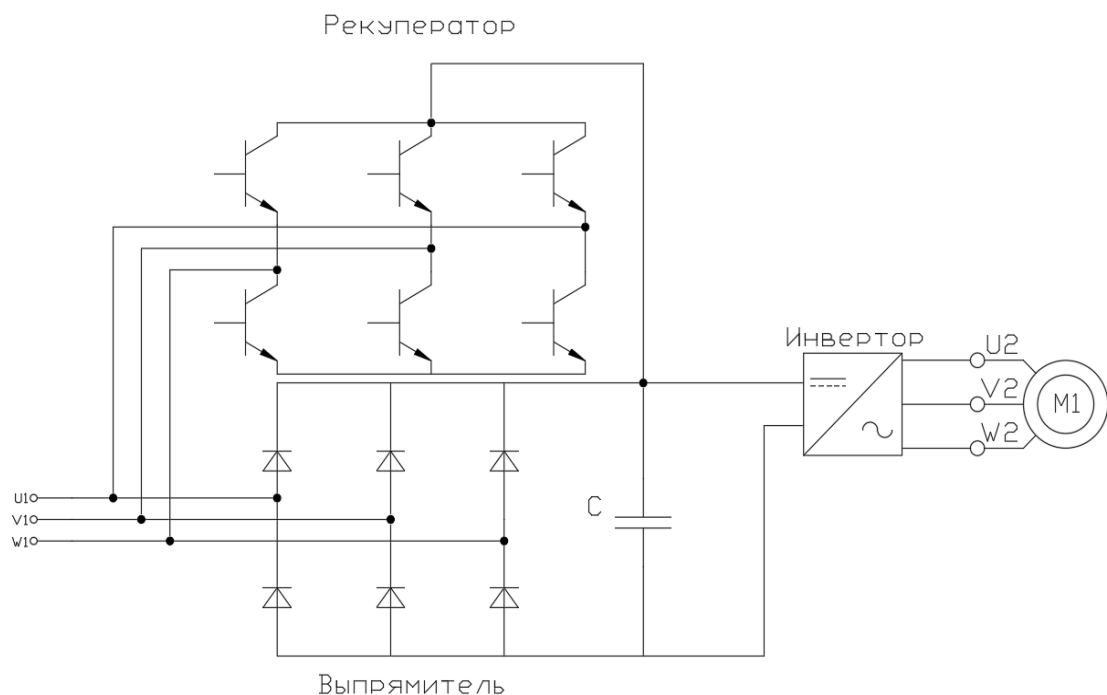 Рекуператор
Инвертор
U2
V2
M1
W2
U1
C
V1
W1
Выпрямитель